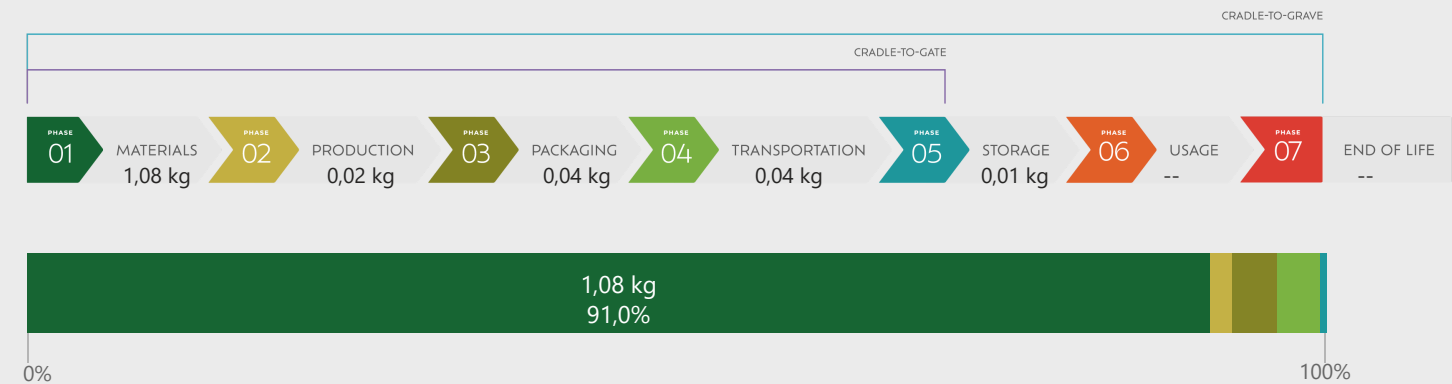 CRADLE-TO-GRAVE
CRADLE-TO-GATE
PHASE
01
MATERIALS
1,08 kg
PHASE
02
PRODUCTION
0,02 kg
PHASE
03
PACKAGING
0,04 kg
PHASE
04
TRANSPORTATION
0,04 kg
PHASE
05
STORAGE
0,01 kg
PHASE
06
USAGE
--
PHASE
07
END OF LIFE
--
1,08 kg
91,0%
0%
100%